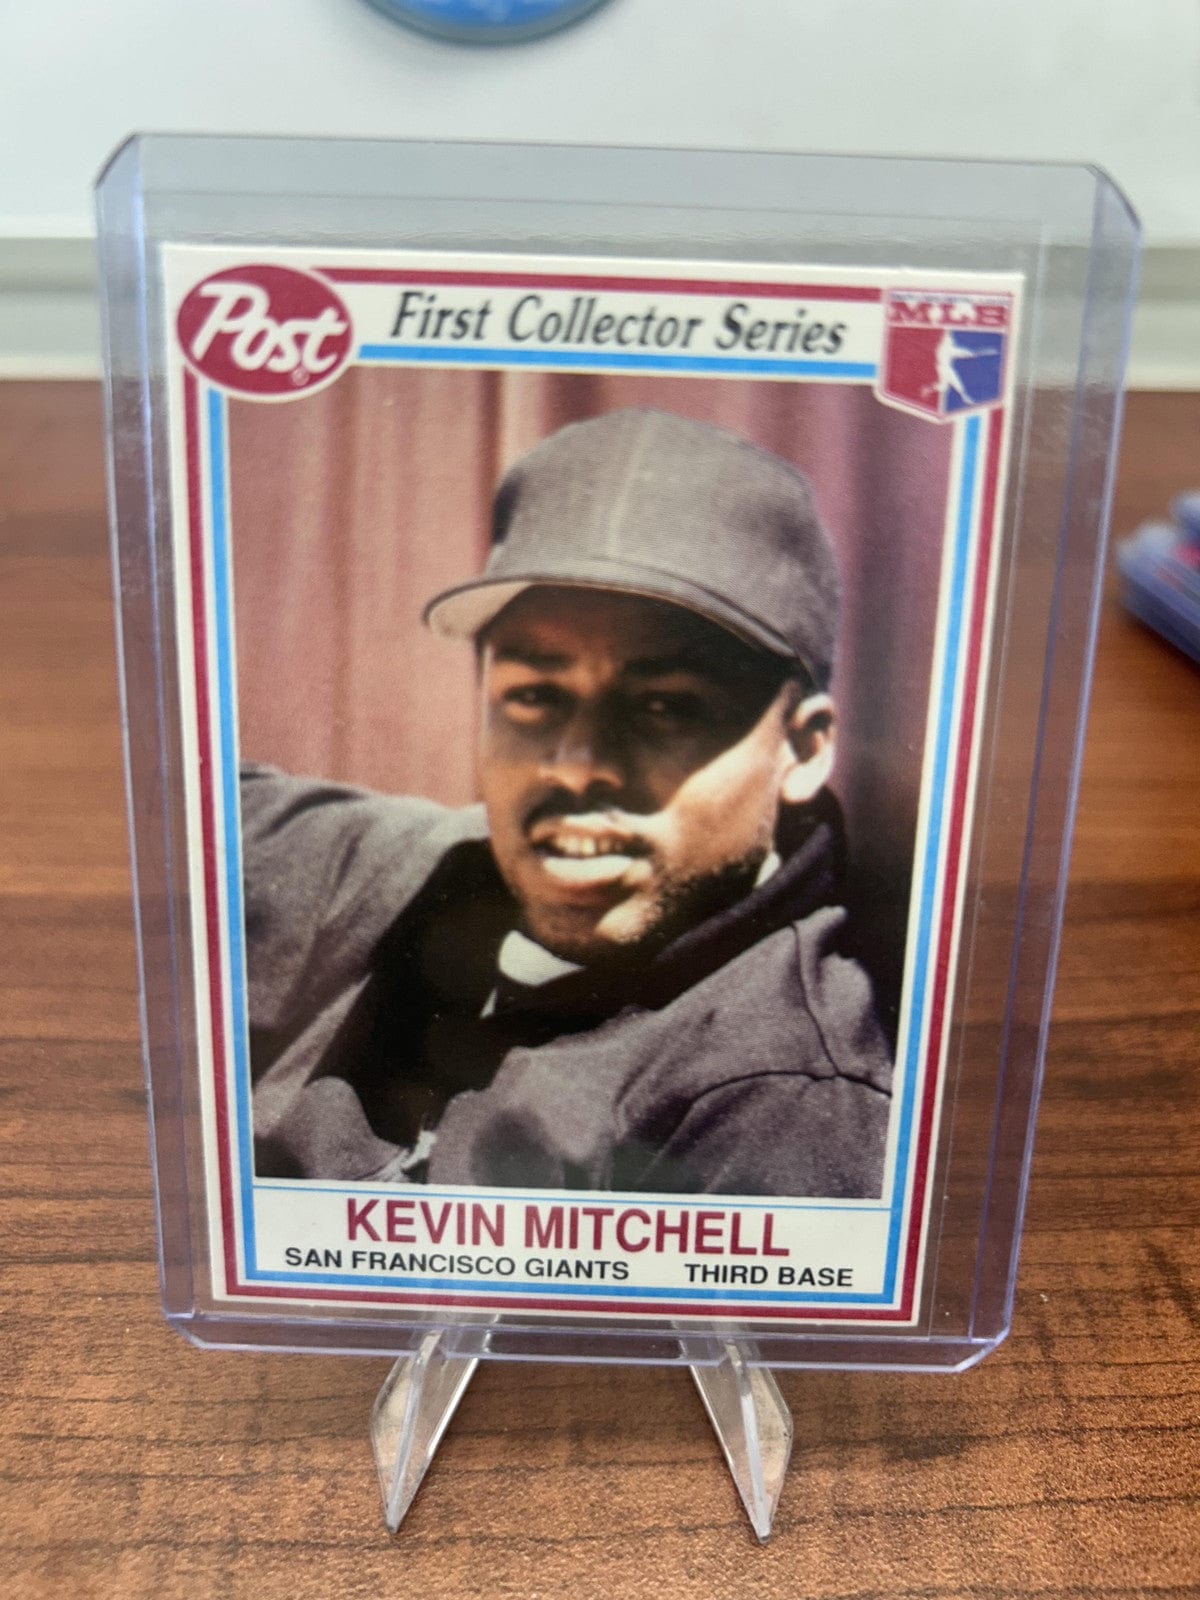 Post
First Collector Series
MLB
KEVIN MITCHELL
SAN FRANCISCO GIANTS THIRD BASE